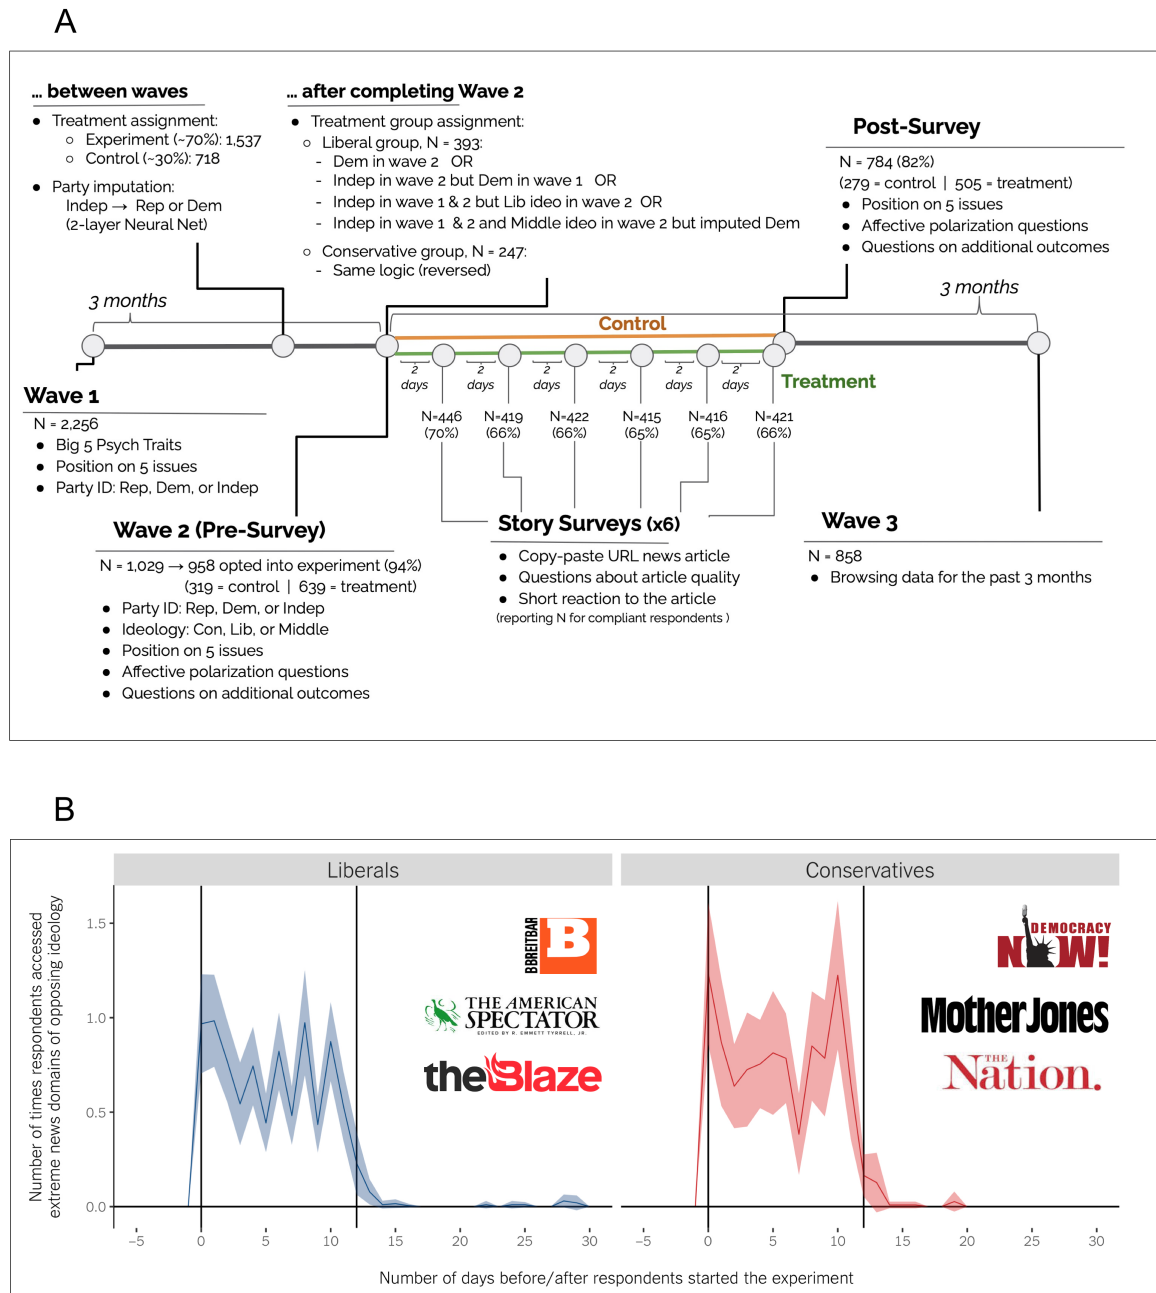 A
... between waves
● Treatment assignment:
○ Experiment (~70%): 1,537
○ Control (~30%): 718
● Party imputation:
Indep → Rep or Dem
(2-layer Neural Net)
... after completing Wave 2
● Treatment group assignment:
○ Liberal group, N = 393:
- Dem in wave 2 OR
- Indep in wave 2 but Dem in wave 1 OR
- Indep in wave 1 & 2 but Lib ideo in wave 2 OR
- Indep in wave 1 & 2 and Middle ideo in wave 2 but imputed Dem
○ Conservative group, N = 247:
- Same logic (reversed)
Post-Survey
N = 784 (82%)
(279 = control | 505 = treatment)
● Position on 5 issues
● Affective polarization questions
● Questions on additional outcomes
3 months
3 months
Control
2 days
2 days
2 days
2 days
2 days
2 days
Treatment
N=446 (70%)
N=419 (66%)
N=422 (66%)
N=415 (65%)
N=416 (65%)
N=421 (66%)
Wave 1
N = 2,256
● Big 5 Psych Traits
● Position on 5 issues
● Party ID: Rep, Dem, or Indep
Wave 2 (Pre-Survey)
N = 1,029 → 958 opted into experiment (94%)
(319 = control | 639 = treatment)
● Party ID: Rep, Dem, or Indep
● Ideology: Con, Lib, or Middle
● Position on 5 issues
● Affective polarization questions
● Questions on additional outcomes
Story Surveys (x6)
● Copy-paste URL news article
● Questions about article quality
● Short reaction to the article
(reporting N for compliant respondents )
Wave 3
N = 858
● Browsing data for the past 3 months
B
Liberals
Conservatives
Number of times respondents accessed
extreme news domains of opposing ideology
1.5
1.0
0.5
0.0
BBREITBAR
B
THE AMERICAN
SPECTATOR
EDITED BY R. EMMETT TYRRELL, JR.
theBlaze
DEMOCRACY
NOW!
Mother Jones
THE
Nation.
−5 0 5 10 15 20 25 30
−5 0 5 10 15 20 25 30
Number of days before/after respondents started the experiment